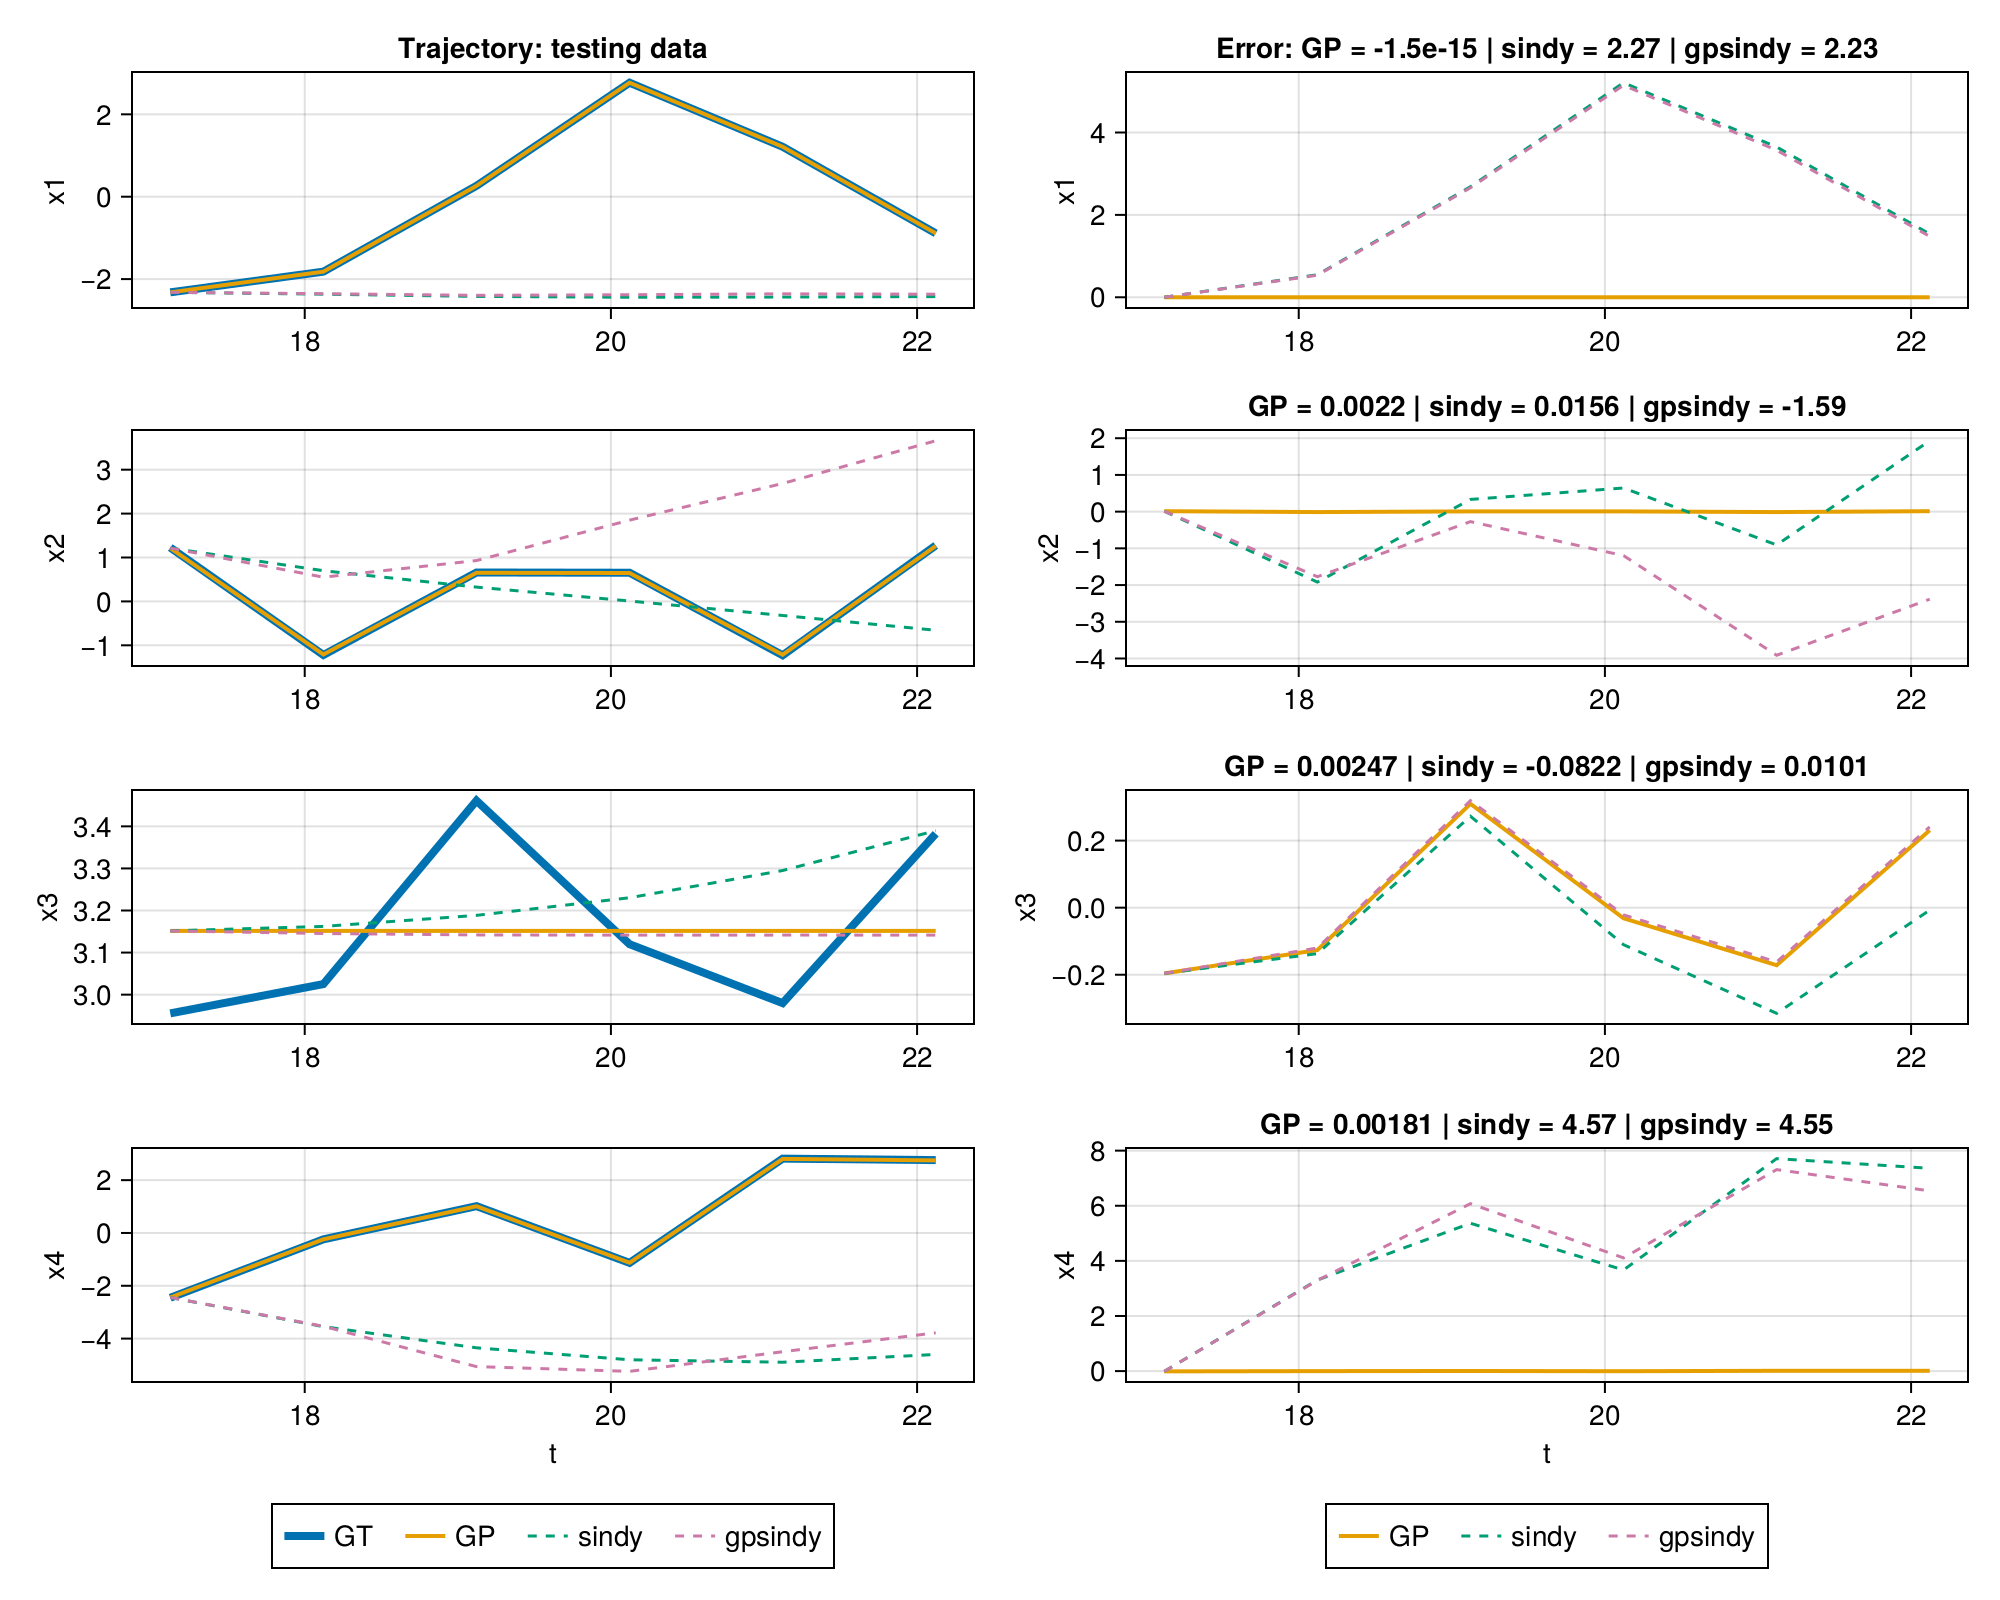 Trajectory: testing data
x1
2
0
−2
18 20 22
Error: GP = -1.5e-15 | sindy = 2.27 | gpsindy = 2.23
x1
4
2
0
18 20 22
x2
3
2
1
0
−1
18 20 22
GP = 0.0022 | sindy = 0.0156 | gpsindy = -1.59
x2
2
1
0
−1
−2
−3
−4
18 20 22
x3
3.4
3.3
3.2
3.1
3.0
18 20 22
GP = 0.00247 | sindy = -0.0822 | gpsindy = 0.0101
x3
0.2
0.0
−0.2
18 20 22
x4
2
0
−2
−4
18 20 22
t
GP = 0.00181 | sindy = 4.57 | gpsindy = 4.55
x4
8
6
4
2
0
18 20 22
t
GT GP sindy gpsindy
GP sindy gpsindy